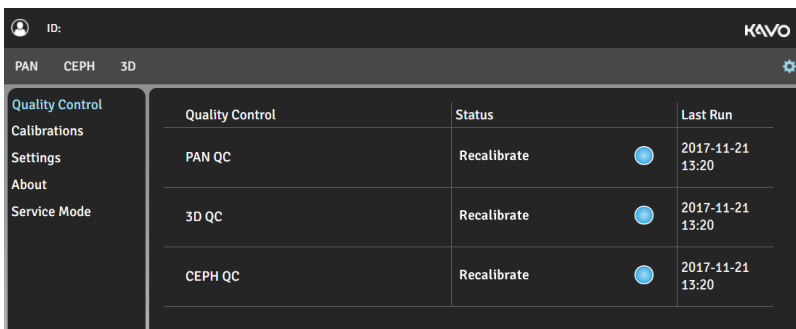 ID:
KAVO
PAN CEPH 3D
Quality Control
Calibrations
Settings
About
Service Mode
Quality Control Status Last Run
PAN QC Recalibrate 2017-11-21
13:20
3D QC Recalibrate 2017-11-21
13:20
CEPH QC Recalibrate 2017-11-21
13:20